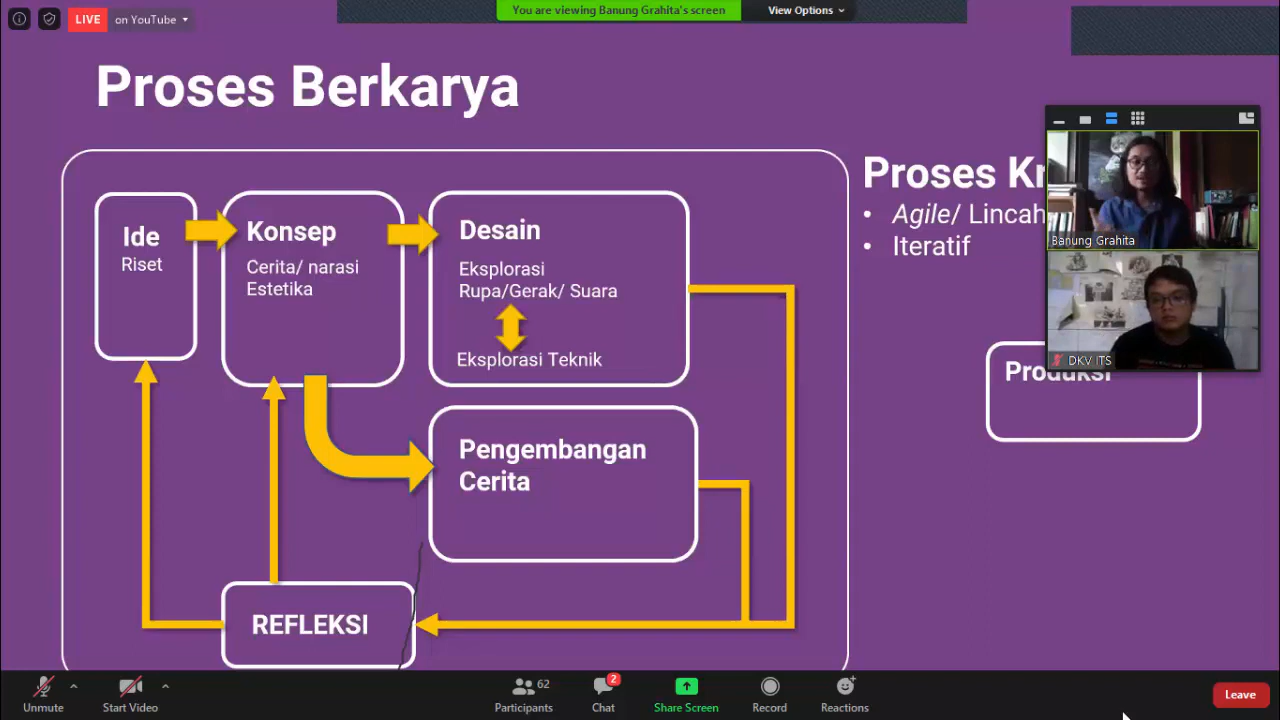 LIVE on YouTube
You are viewing Banung Grahita's screen
View Options
Proses Berkarya
Ide
Riset
Konsep
Cerita/ narasi
Estetika
Desain
Eksplorasi
Rupa/Gerak/ Suara
Eksplorasi Teknik
Pengembangan
Cerita
REFLEKSI
Proses
• Agile/ Lincah
• Iteratif
Banung Grahita
DKV ITS
Produksi
Unmute
Start Video
62
Participants
2
Chat
Share Screen
Record
Reactions
Leave